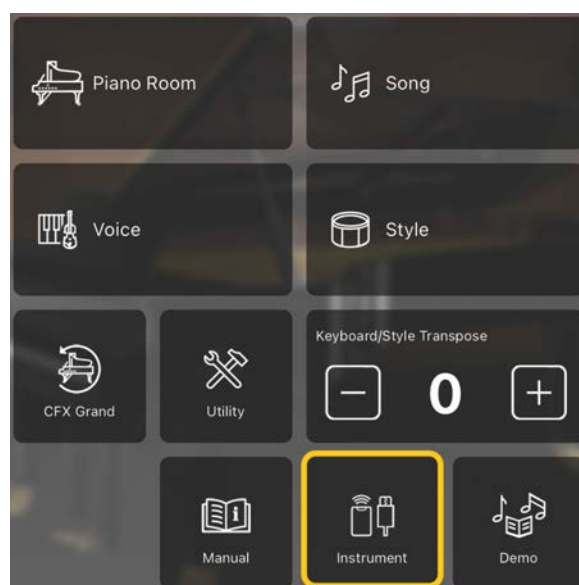 Piano Room
Song
Voice
Style
CFX Grand
Utility
Keyboard/Style Transpose
0
Manual
Instrument
Demo